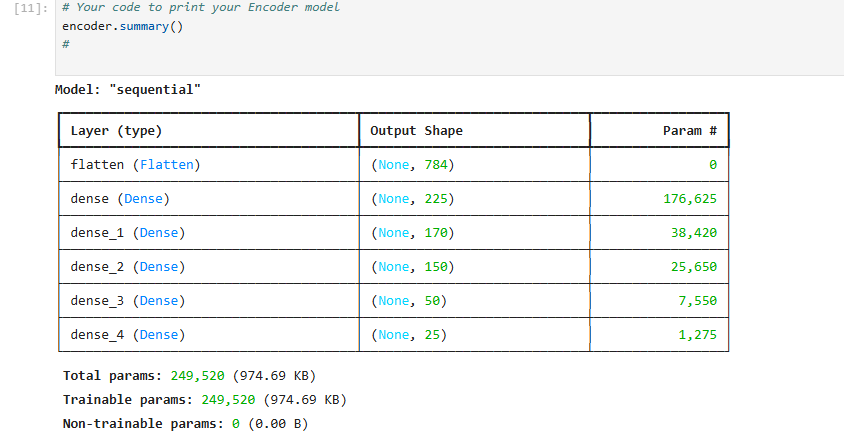 [11]: # Your code to print your Encoder model
encoder.summary()
#
Model: "sequential"
Layer (type) Output Shape Param #
flatten (Flatten) (None, 784) 0
dense (Dense) (None, 225) 176,625
dense_1 (Dense) (None, 170) 38,420
dense_2 (Dense) (None, 150) 25,650
dense_3 (Dense) (None, 50) 7,550
dense_4 (Dense) (None, 25) 1,275
Total params: 249,520 (974.69 KB)
Trainable params: 249,520 (974.69 KB)
Non-trainable params: 0 (0.00 B)